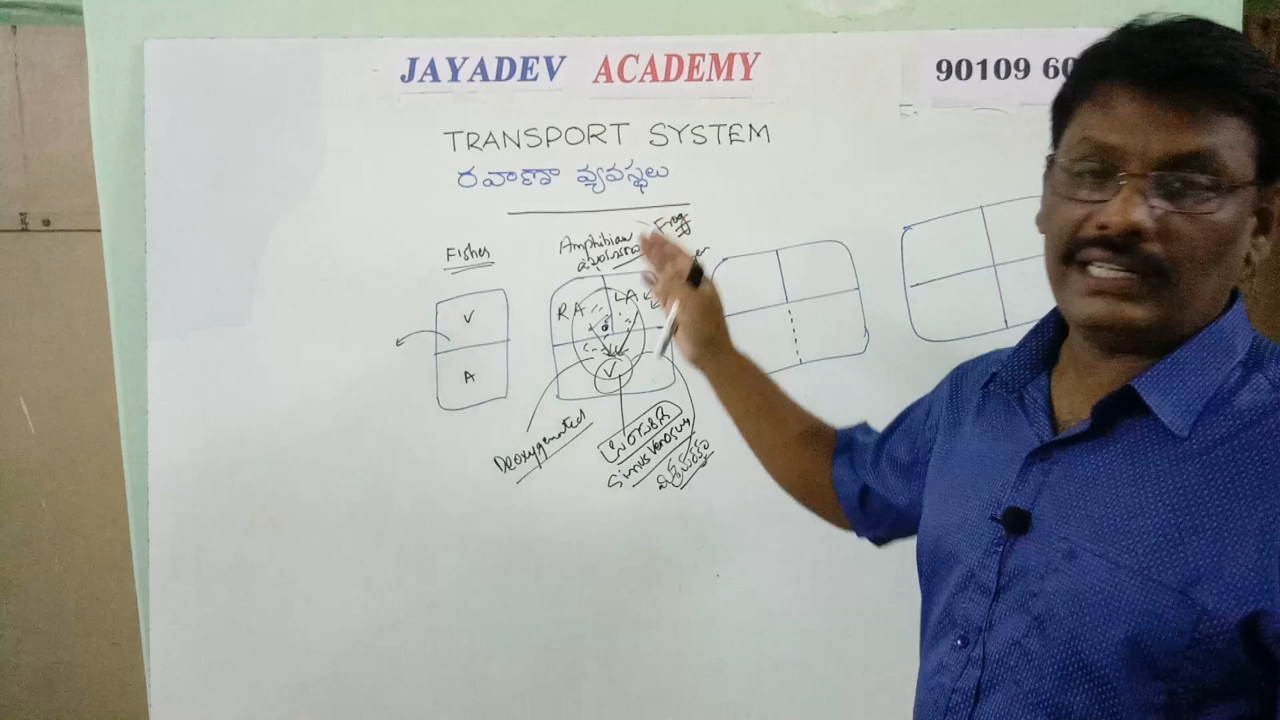 JAYADEV ACADEMY
90109 60
TRANSPORT SYSTEM
రవాణా వ్యవస్థలు
Fishes
Amphibian
Frog
V
A
RA
LA
V
Deoxygenated
Sinus Venosus